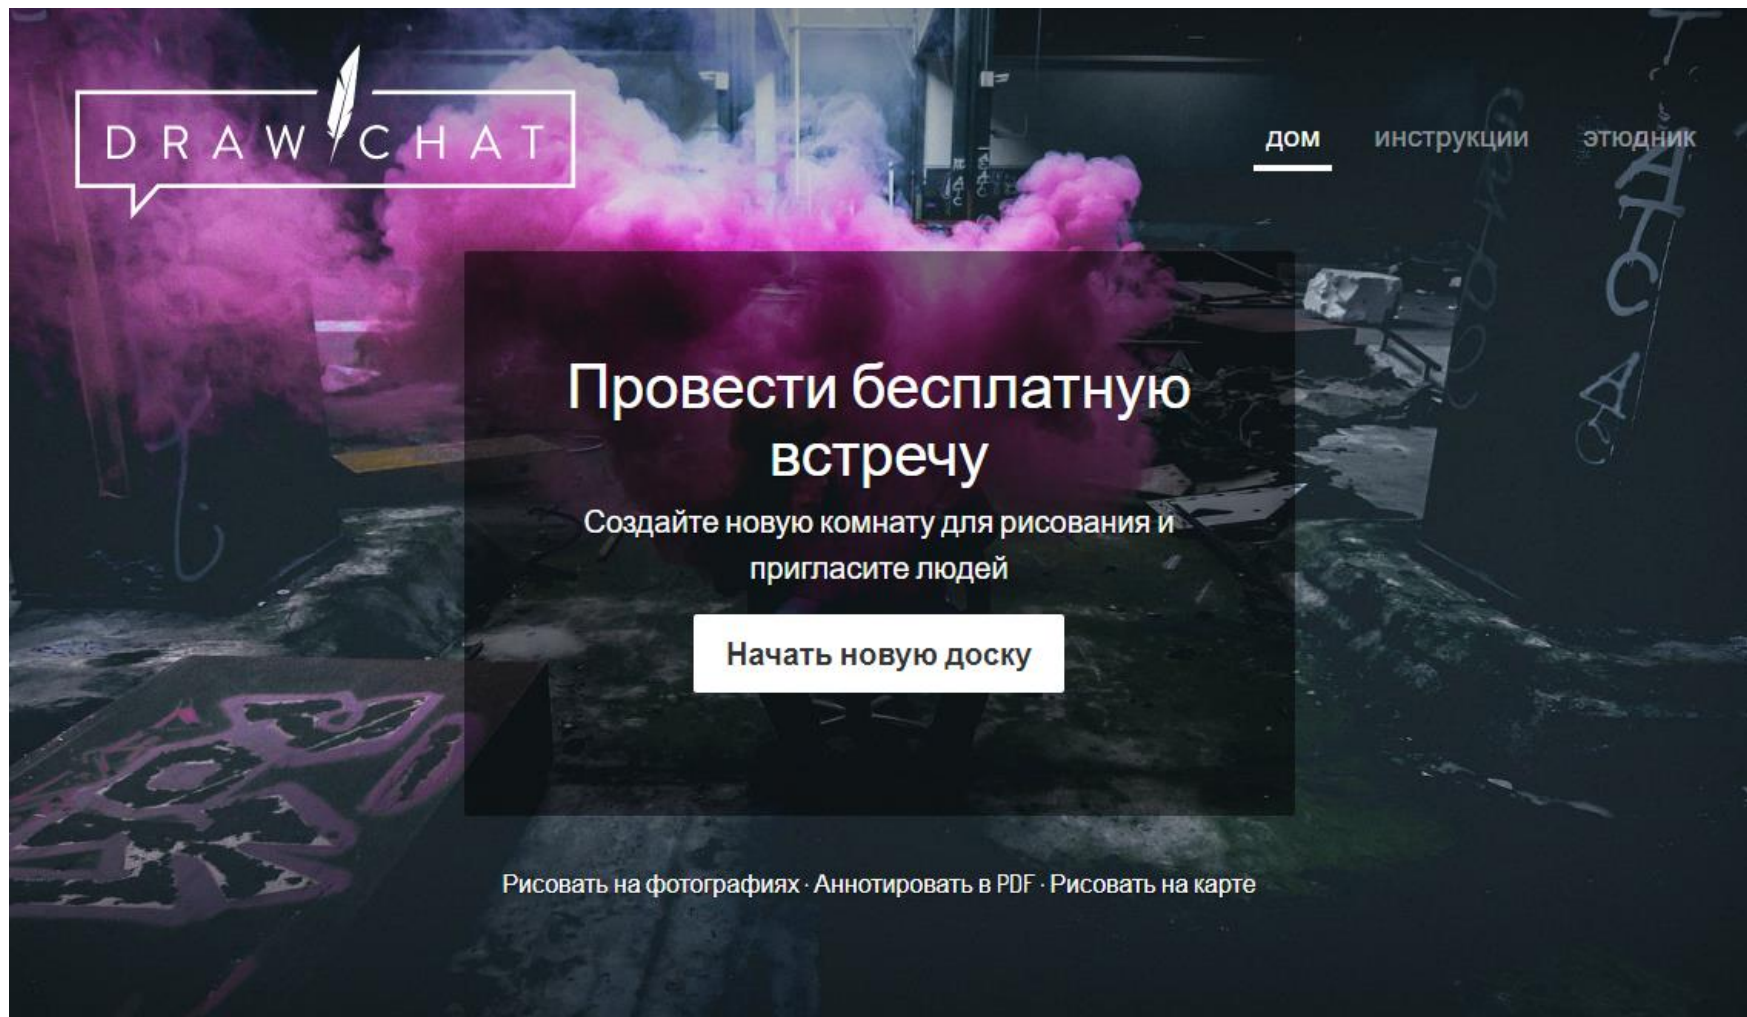 DRAW CHAT
дом инструкции этюдник
Провести бесплатную
встречу
Создайте новую комнату для рисования и
пригласите людей
Начать новую доску
Рисовать на фотографиях · Аннотировать в PDF · Рисовать на карте